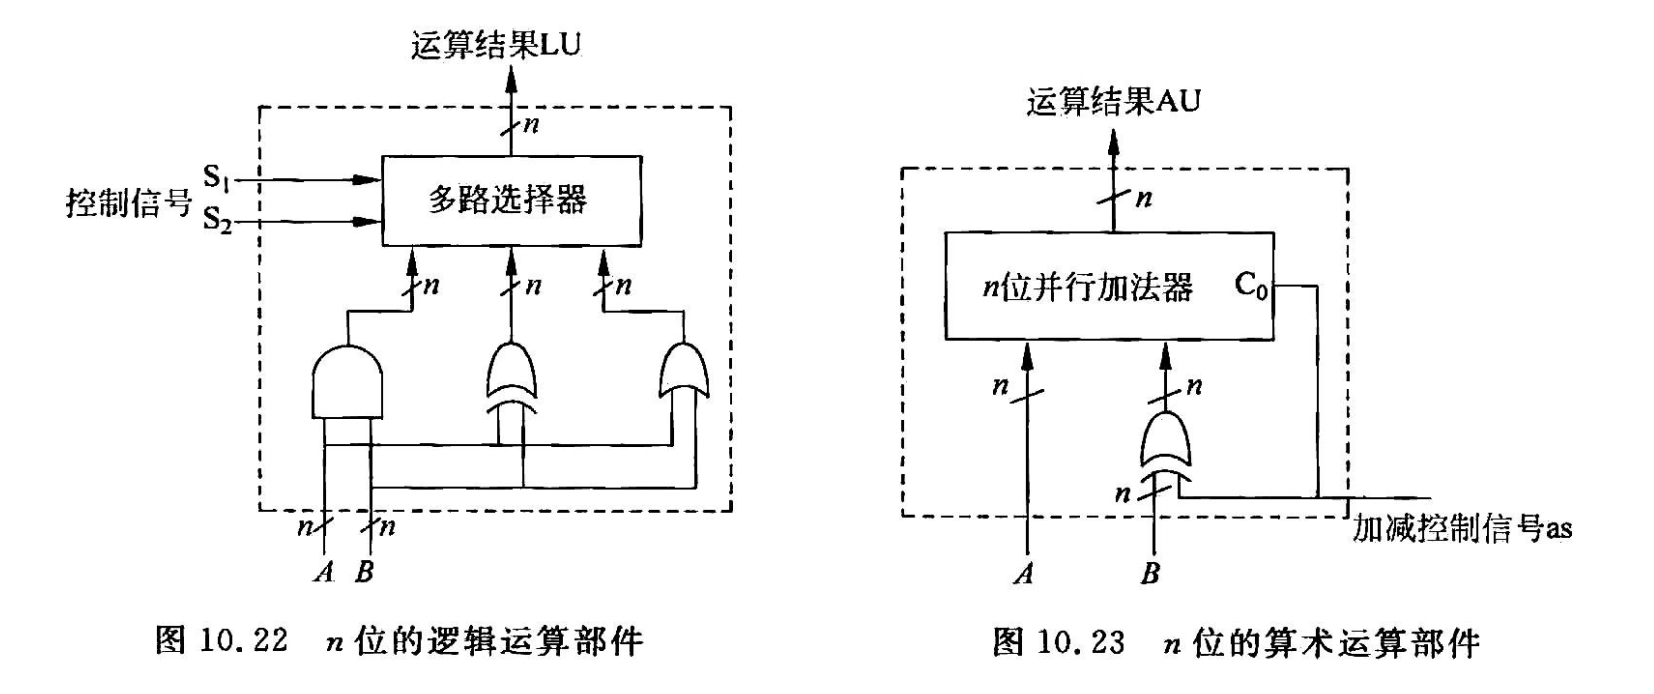 运算结果LU
n
S1
控制信号
S2
多路选择器
n
n
n
n
n
A
B
图 10.22 n 位的逻辑运算部件
运算结果AU
n
n位并行加法器
C0
n
n
n
加减控制信号as
A
B
图 10.23 n 位的算术运算部件